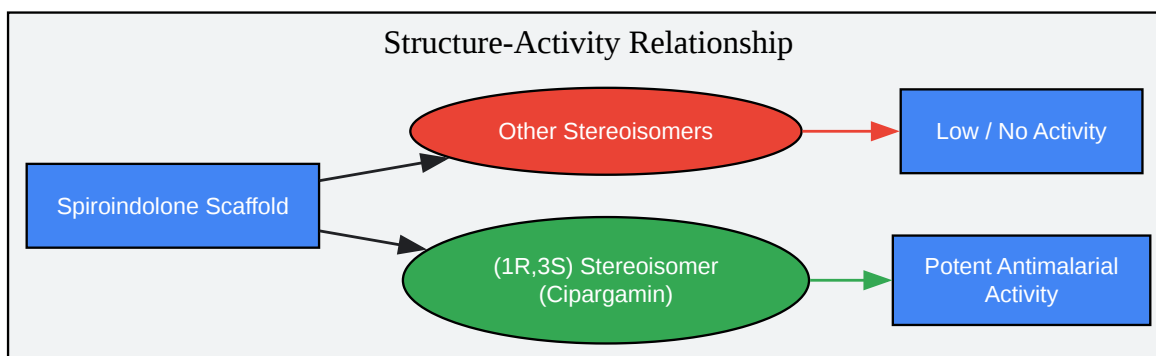 Structure-Activity Relationship
Spiroindolone Scaffold
Other Stereoisomers
Low / No Activity
(1R,3S) Stereoisomer
(Cipargamin)
Potent Antimalarial
Activity